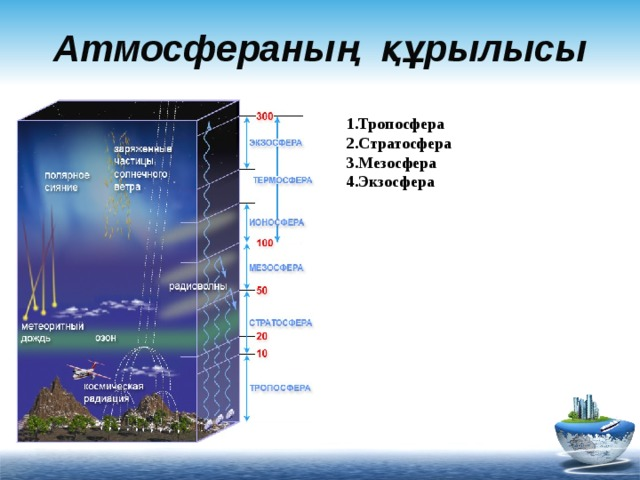 Атмосфераның құрылысы
1.Тропосфера
2.Стратосфера
3.Мезосфера
4.Экзосфера
300
ЭКЗОСФЕРА
заряженные
частицы
солнечного
ветра
полярное
сияние
ТЕРМОСФЕРА
ИОНОСФЕРА
100
МЕЗОСФЕРА
радиоволны
50
СТРАТОСФЕРА
метеоритный
дождь
озон
20
10
космическая
радиация
ТРОПОСФЕРА